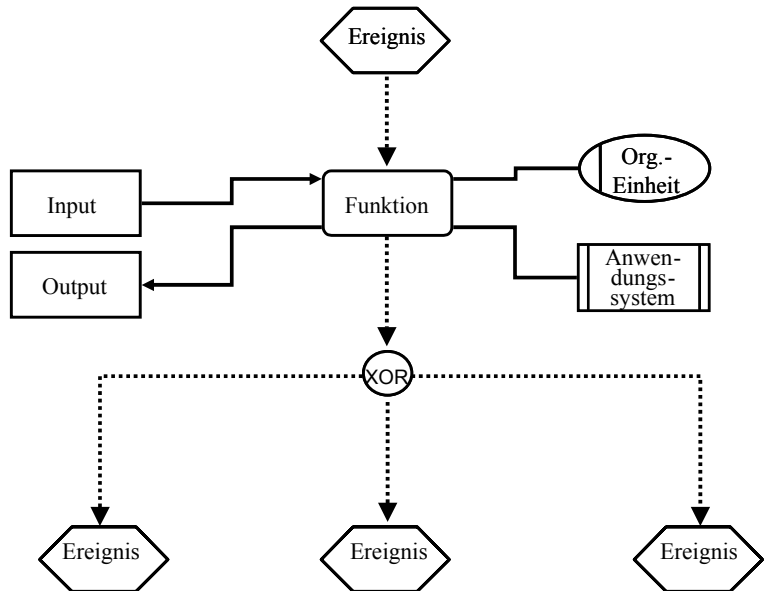 Ereignis
Input
Funktion
Org.-
Einheit
Output
Anwen-
dungs-
system
XOR
Ereignis
Ereignis
Ereignis